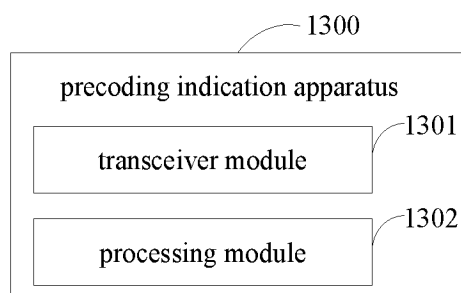 1300
precoding indication apparatus
1301
transceiver module
1302
processing module